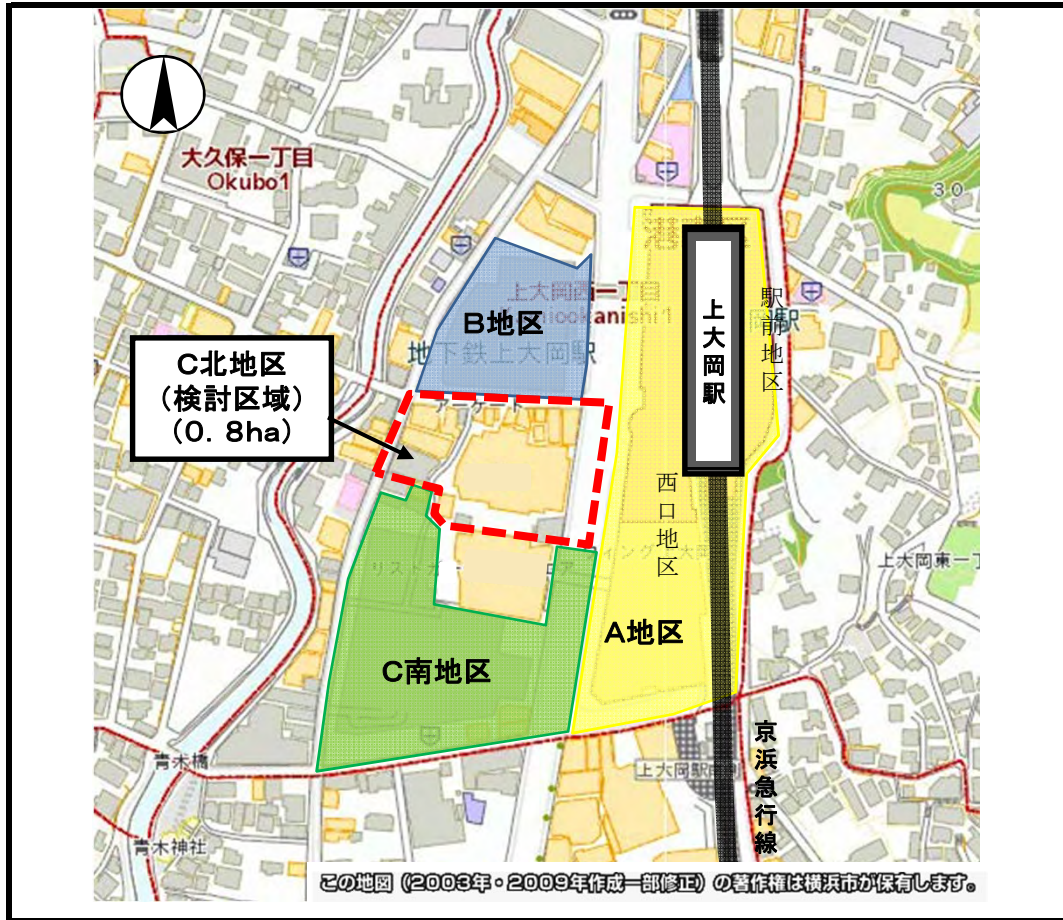 大久保一丁目
Okubo1
30
上大岡西一丁目
B地区
地下鉄上大岡駅
アーケード
C北地区
(検討区域)
(0.8ha)
上大岡駅
駅前地区
西口地区
上大岡東一丁
A地区
C南地区
青木橋
青木神社
京浜急行線
この地図(2003年・2009年作成一部修正)の著作権は横浜市が保有します。